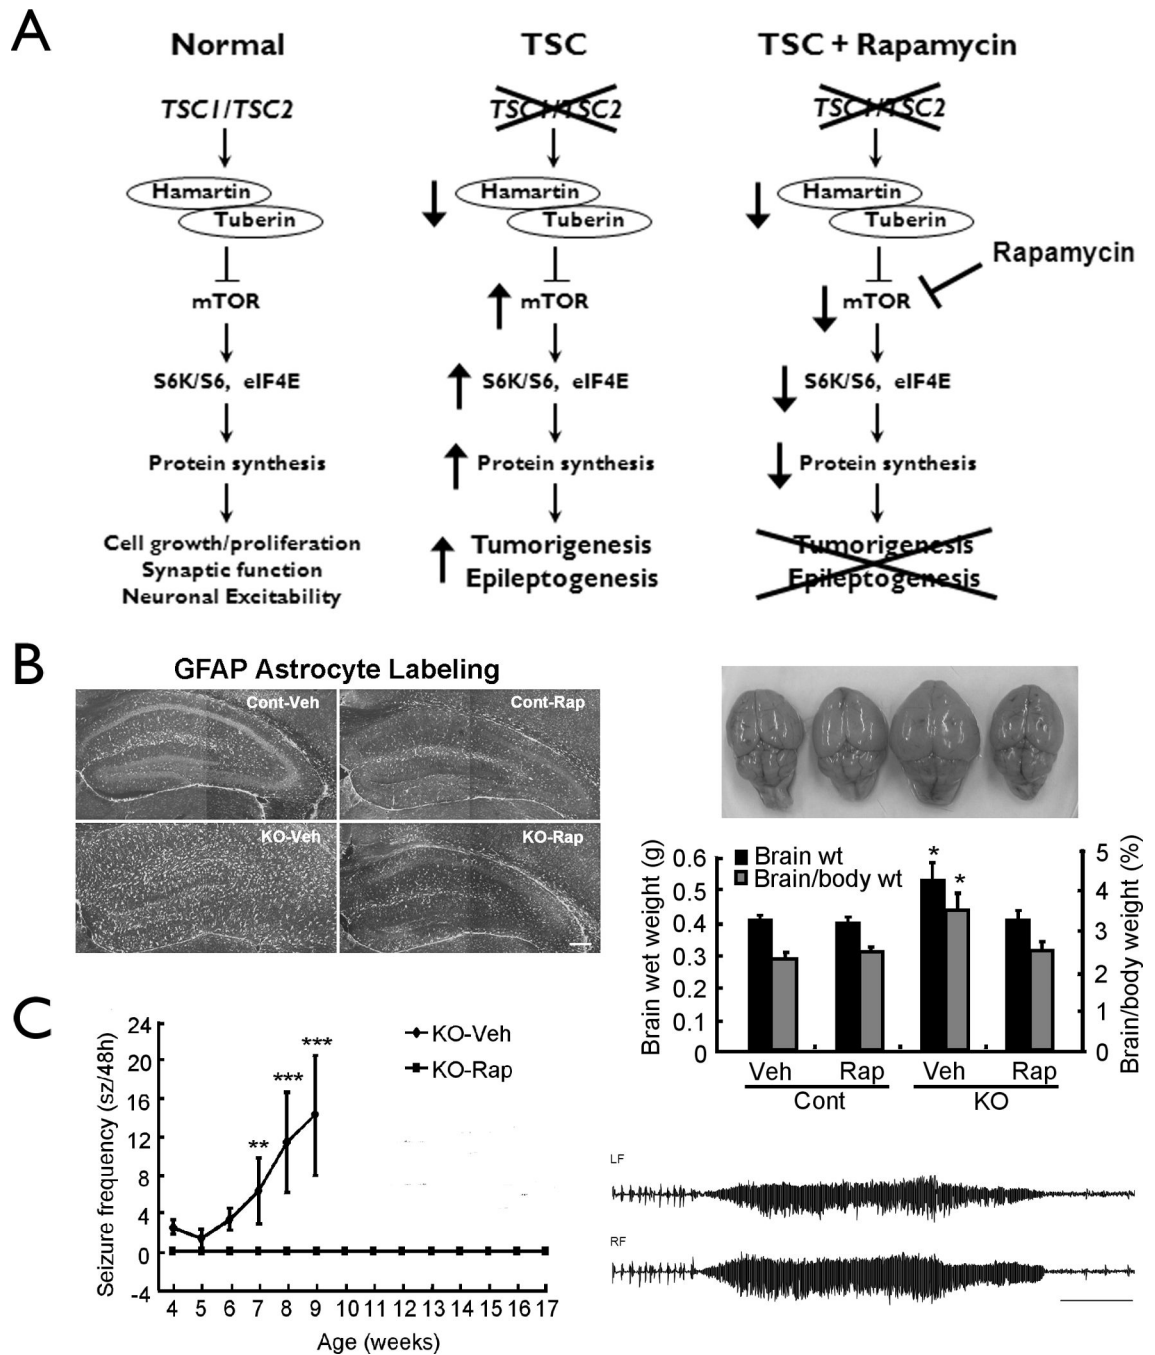 A
Normal
TSC
TSC + Rapamycin
TSC1/TSC2
TSC1/TSC2
TSC1/TSC2
Hamartin
Hamartin
Hamartin
Tuberin
Tuberin
Tuberin
Rapamycin
mTOR
mTOR
mTOR
S6K/S6, eIF4E
S6K/S6, eIF4E
S6K/S6, eIF4E
Protein synthesis
Protein synthesis
Protein synthesis
Cell growth/proliferation
Synaptic function
Neuronal Excitability
Tumorigenesis
Epileptogenesis
Tumorigenesis
Epileptogenesis
B
GFAP Astrocyte Labeling
Cont-Veh
Cont-Rap
KO-Veh
KO-Rap
Brain wet weight (g)
0.6
0.5
0.4
0.3
0.2
0.1
0
Brain wt
Brain/body wt
*
*
5
4
3
2
1
0
Brain/body weight (%)
Veh
Rap
Veh
Rap
Cont
KO
C
Seizure frequency (sz/48h)
24
20
16
12
8
4
0
-4
**
***
***
KO-Veh
KO-Rap
4 5 6 7 8 9 10 11 12 13 14 15 16 17
Age (weeks)
LF
RF